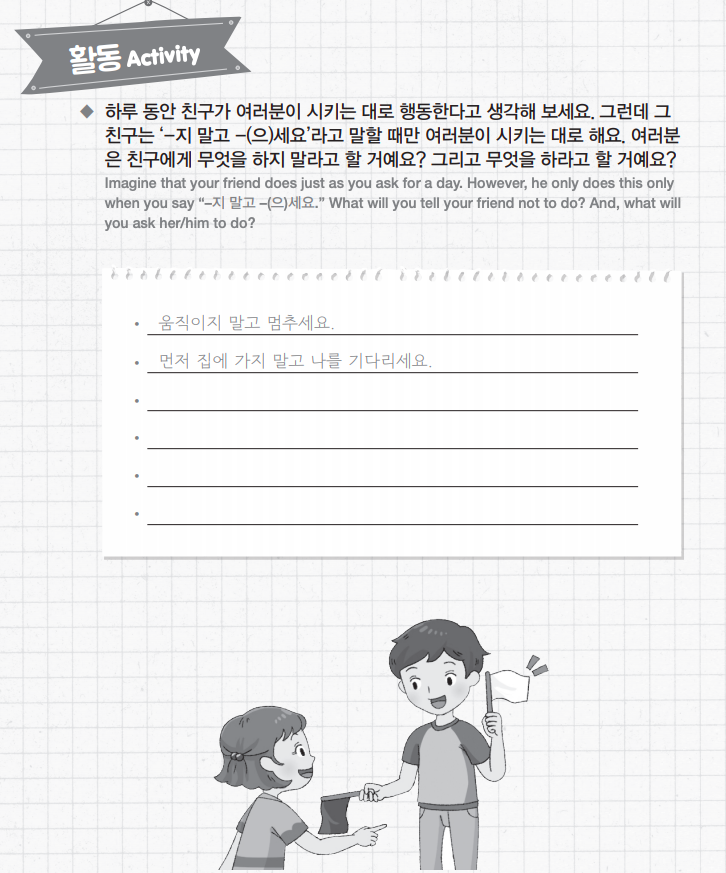 활동 Activity
◆ 하루 동안 친구가 여러분이 시키는 대로 행동한다고 생각해 보세요. 그런데 그
친구는 ‘–지 말고 –(으)세요’라고 말할 때만 여러분이 시키는 대로 해요. 여러분
은 친구에게 무엇을 하지 말라고 할 거예요? 그리고 무엇을 하라고 할 거예요?
Imagine that your friend does just as you ask for a day. However, he only does this only
when you say “–지 말고 –(으)세요.” What will you tell your friend not to do? And, what will
you ask her/him to do?
• 움직이지 말고 멈추세요.
• 먼저 집에 가지 말고 나를 기다리세요.